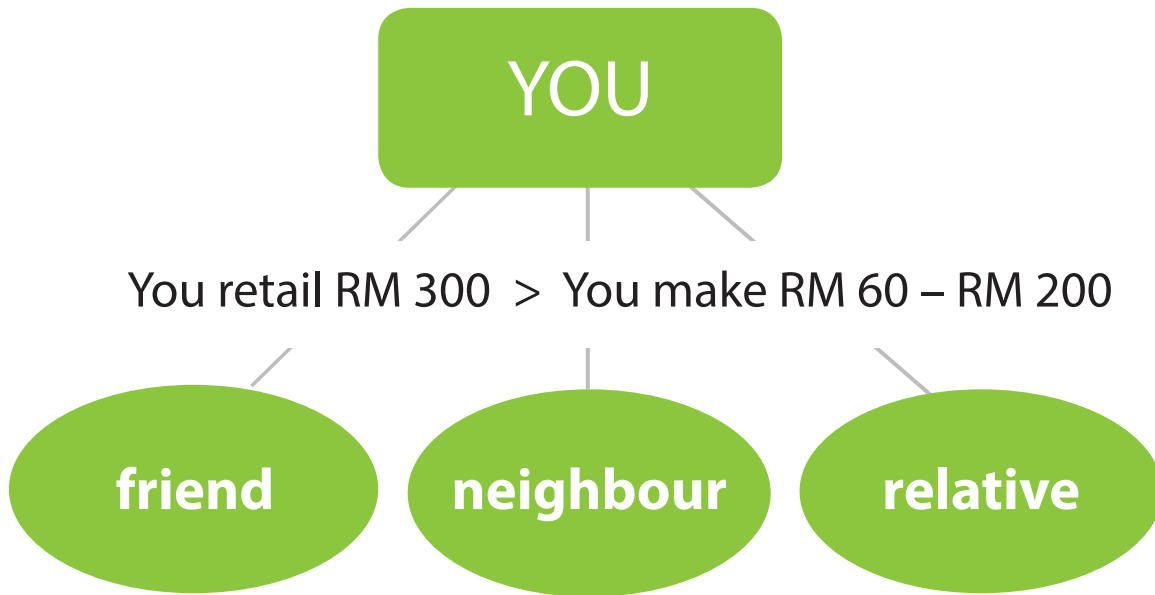 YOU
You retail RM 300 > You make RM 60 – RM 200
friend
neighbour
relative